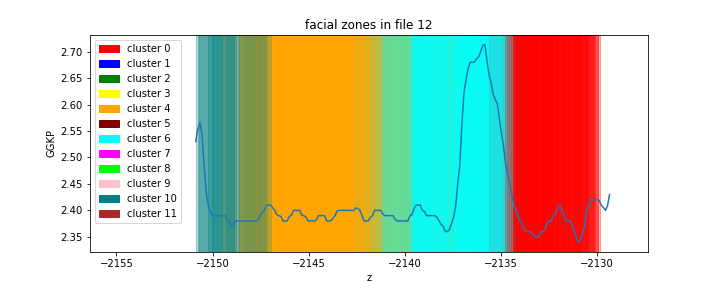 facial zones in file 12
2.70
2.65
2.60
2.55
2.50
2.45
2.40
2.35
GGKP
cluster 0
cluster 1
cluster 2
cluster 3
cluster 4
cluster 5
cluster 6
cluster 7
cluster 8
cluster 9
cluster 10
cluster 11
−2155 −2150 −2145 −2140 −2135 −2130
z